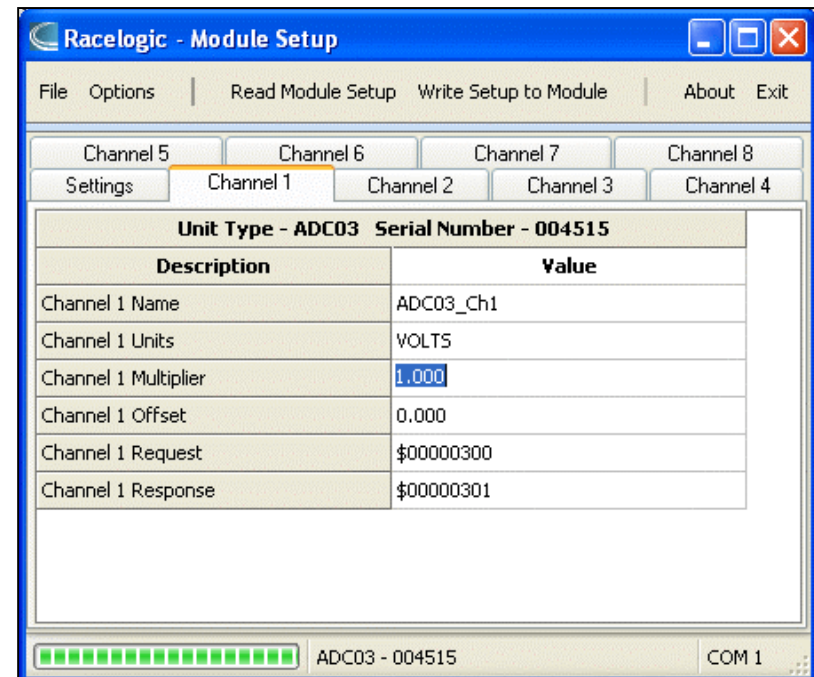 Racelogic - Module Setup
File Options Read Module Setup Write Setup to Module About Exit
Channel 5 Channel 6 Channel 7 Channel 8
Settings Channel 1 Channel 2 Channel 3 Channel 4
Unit Type - ADC03 Serial Number - 004515
Description Value
Channel 1 Name ADC03_Ch1
Channel 1 Units VOLTS
Channel 1 Multiplier 1.000
Channel 1 Offset 0.000
Channel 1 Request $00000300
Channel 1 Response $00000301
ADC03 - 004515 COM 1